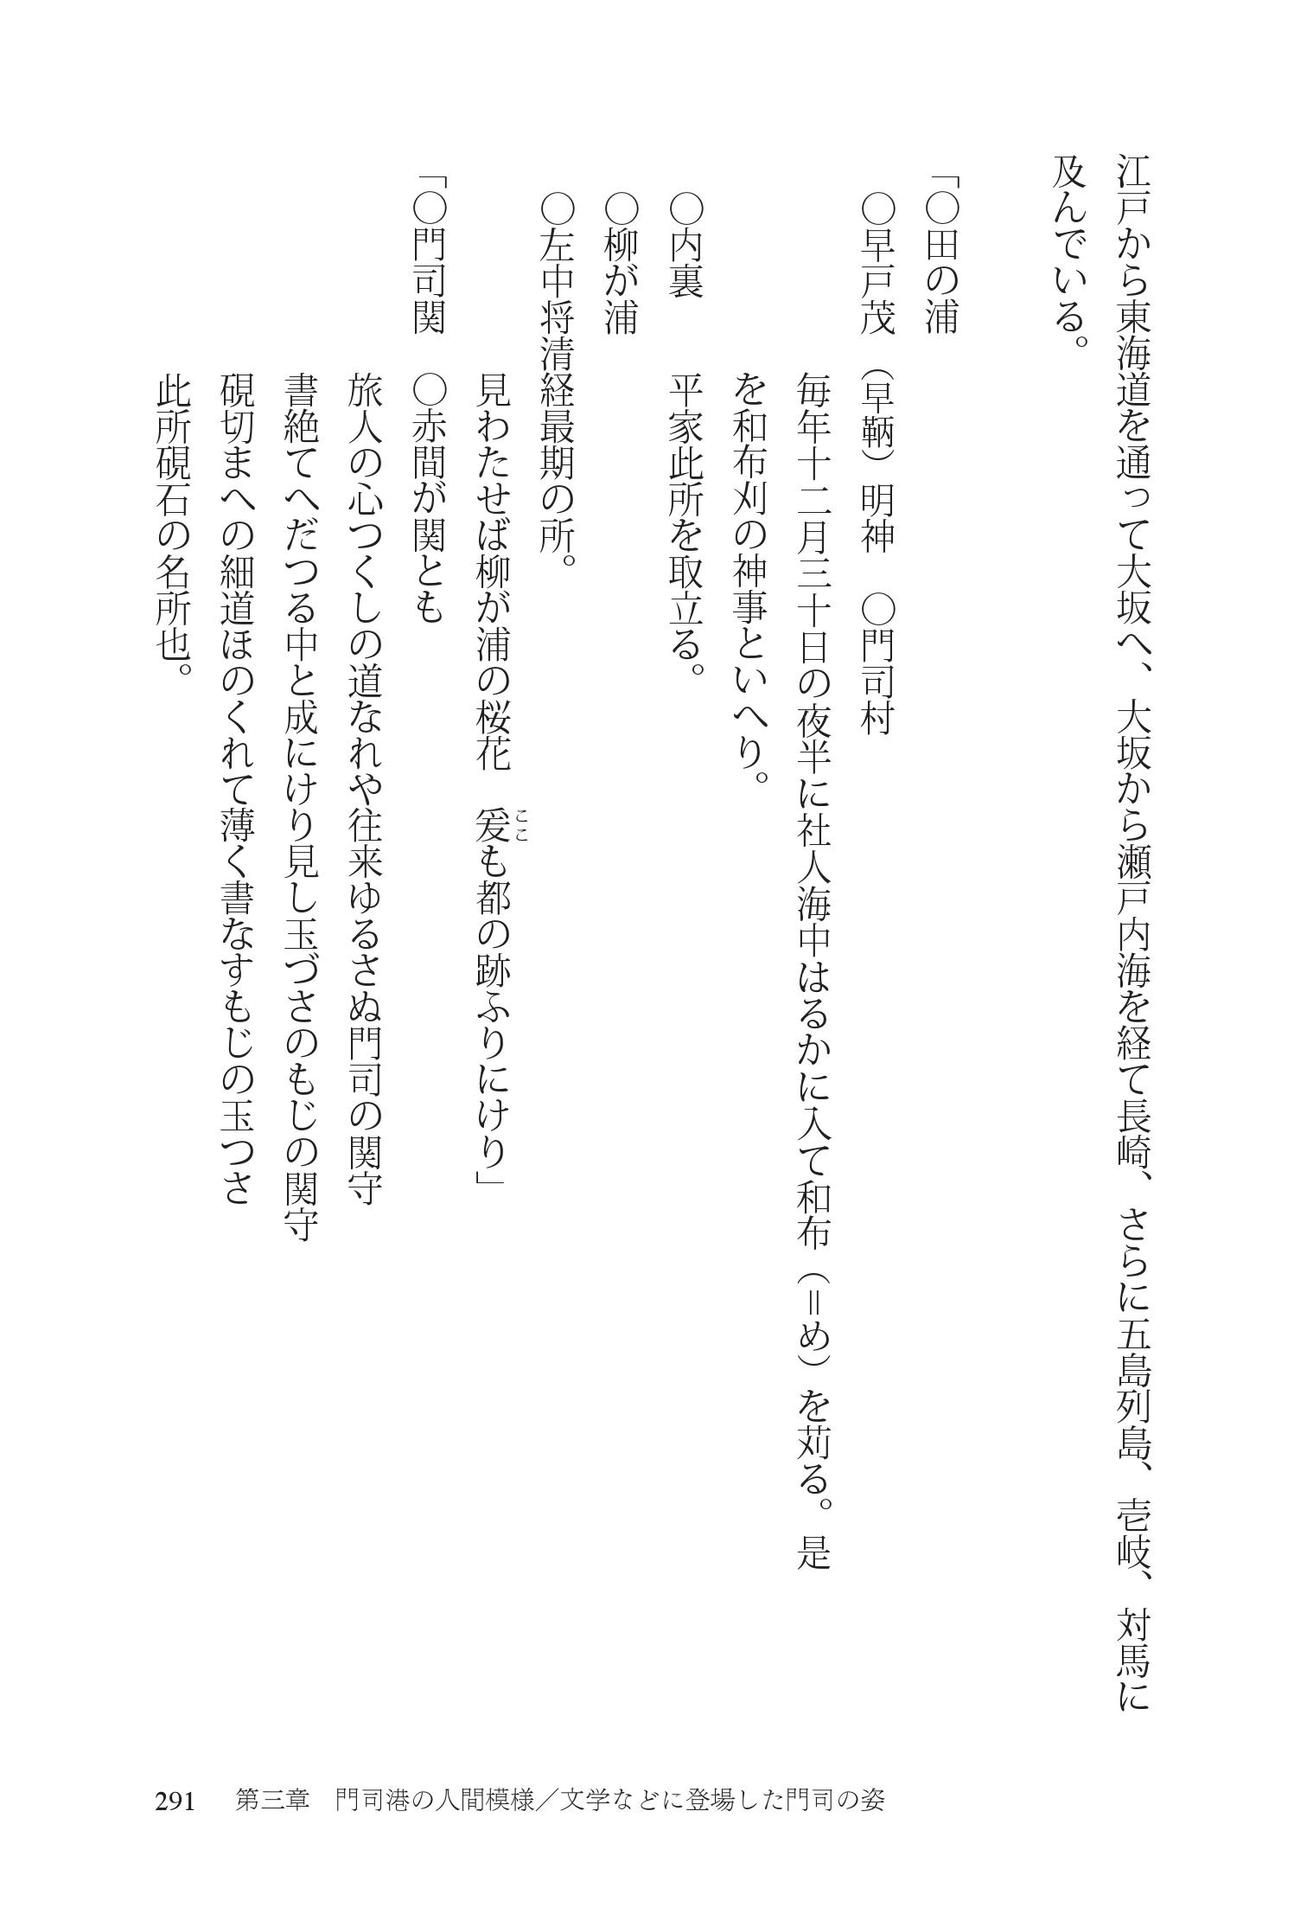 江戸から東海道を通って大坂へ、大坂から瀬戸内海を経て長崎、さらに五島列島、壱岐、対馬に
及んでいる。
「〇田の浦
〇早戸茂（早鞆）明神　〇門司村
毎年十二月三十日の夜半に社人海中はるかに入て和布（＝め）を苅る。是
を和布刈の神事といへり。
〇内裏　　平家此所を取立る。
〇柳が浦
〇左中将清経最期の所。
見わたせば柳が浦の桜花　爰も都の跡ふりにけり」
ここ
「〇門司関　〇赤間が関とも
旅人の心つくしの道なれや往来ゆるさぬ門司の関守
書絶てへだつる中と成にけり見し玉づさのもじの関守
硯切まへの細道ほのくれて薄く書なすもじの玉つさ
此所硯石の名所也。
291　第三章　門司港の人間模様／文学などに登場した門司の姿